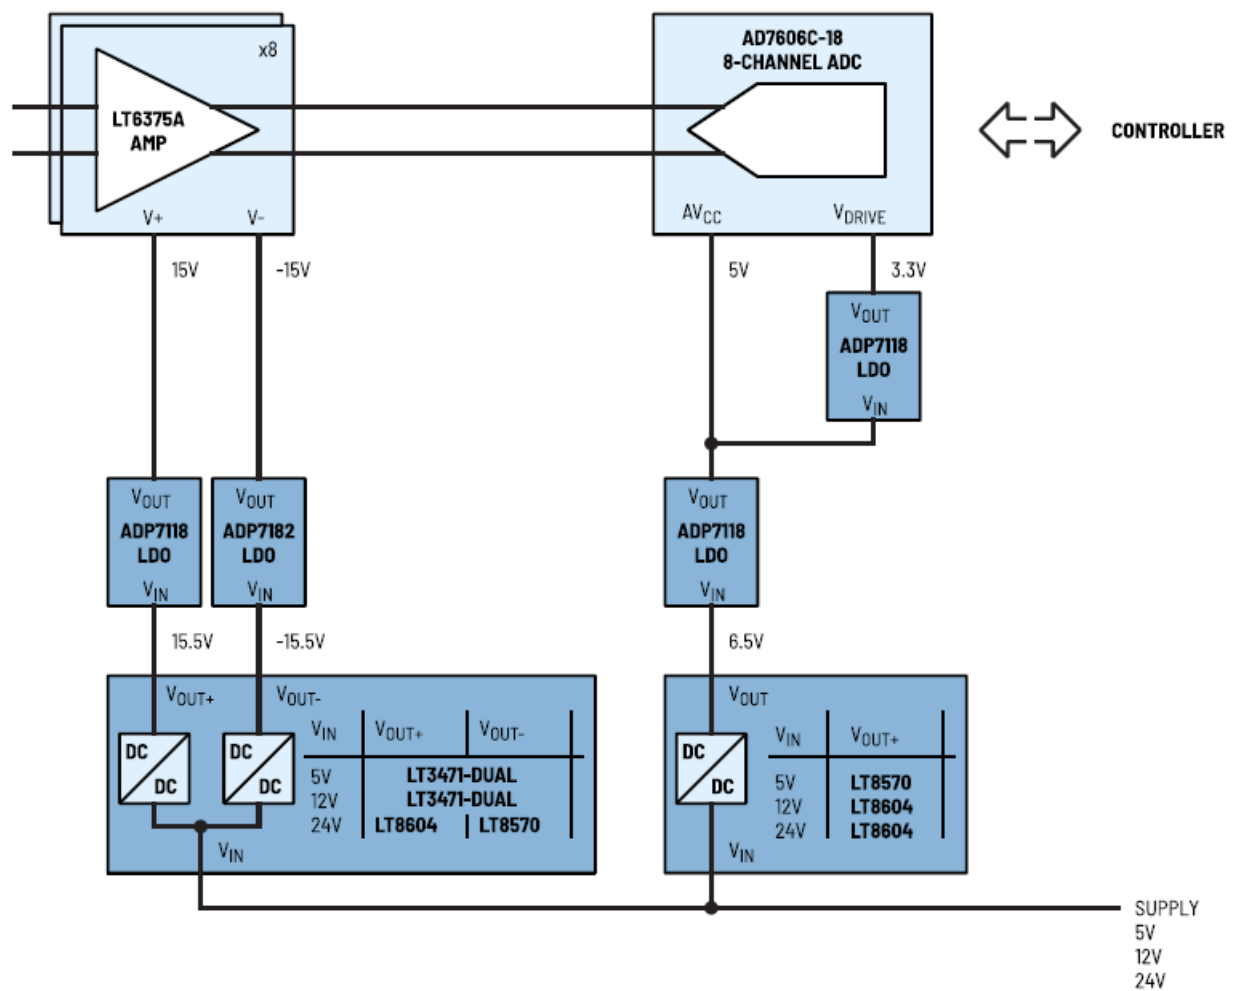 x8
LT6375A
AMP
V+
V-
AD7606C-18
8-CHANNEL ADC
AVCC
VDRIVE
CONTROLLER
15V
-15V
5V
3.3V
VOUT
ADP7118
LDO
VIN
VOUT
ADP7118
LDO
VIN
VOUT
ADP7182
LDO
VIN
VOUT
ADP7118
LDO
VIN
15.5V
-15.5V
6.5V
VOUT+
VOUT-
DC
DC
DC
DC
VIN
VIN VOUT+ VOUT-
5V LT3471-DUAL
12V LT3471-DUAL
24V LT8604 LT8570
VOUT
DC
DC
VIN
VIN VOUT+
5V LT8570
12V LT8604
24V LT8604
SUPPLY
5V
12V
24V